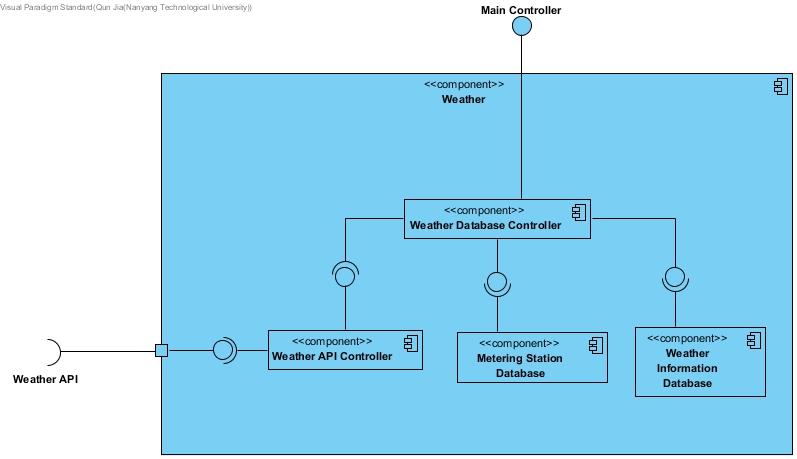 Visual Paradigm Standard(Qun Jia(Nanyang Technological University))
Main Controller
<<component>>
Weather
<<component>>
Weather Database Controller
<<component>>
Weather API Controller
<<component>>
Metering Station
Database
<<component>>
Weather
Information
Database
Weather API